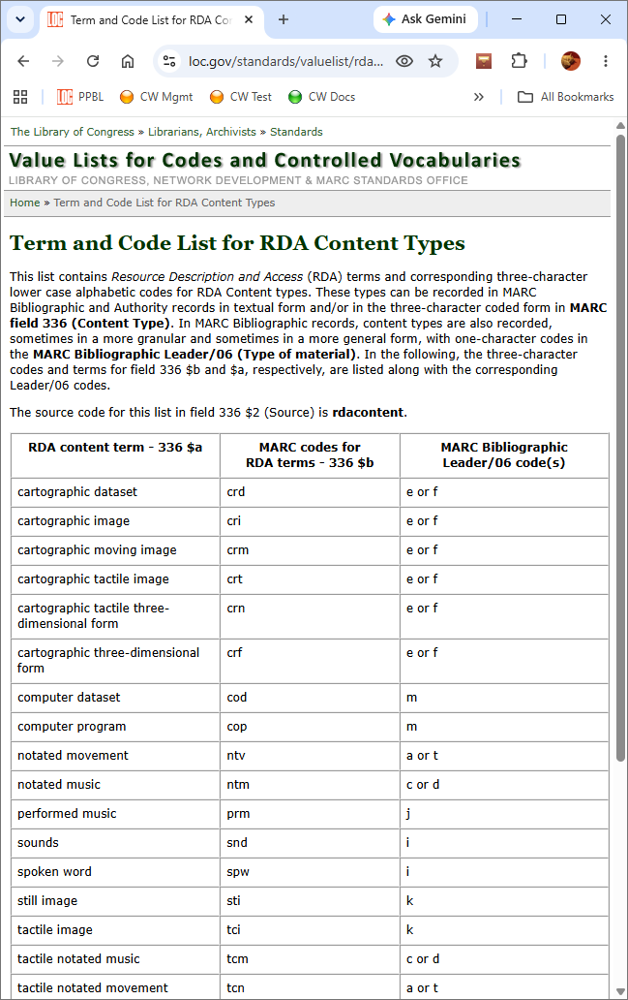 Term and Code List for RDA Co
Ask Gemini
loc.gov/standards/valuelist/rda...
PPBL
CW Mgmt
CW Test
CW Docs
»
All Bookmarks
The Library of Congress » Librarians, Archivists » Standards
Value Lists for Codes and Controlled Vocabularies
LIBRARY OF CONGRESS, NETWORK DEVELOPMENT & MARC STANDARDS OFFICE
Home » Term and Code List for RDA Content Types
Term and Code List for RDA Content Types
This list contains Resource Description and Access (RDA) terms and corresponding three-character
lower case alphabetic codes for RDA Content types. These types can be recorded in MARC
Bibliographic and Authority records in textual form and/or in the three-character coded form in MARC
field 336 (Content Type). In MARC Bibliographic records, content types are also recorded,
sometimes in a more granular and sometimes in a more general form, with one-character codes in
the MARC Bibliographic Leader/06 (Type of material). In the following, the three-character
codes and terms for field 336 $b and $a, respectively, are listed along with the corresponding
Leader/06 codes.
The source code for this list in field 336 $2 (Source) is rdacontent.
RDA content term - 336 $a
MARC codes for
RDA terms - 336 $b
MARC Bibliographic
Leader/06 code(s)
cartographic dataset crd e or f
cartographic image cri e or f
cartographic moving image crm e or f
cartographic tactile image crt e or f
cartographic tactile three- crn e or f
dimensional form
cartographic three-dimensional crf e or f
form
computer dataset cod m
computer program cop m
notated movement ntv a or t
notated music ntm c or d
performed music prm j
sounds snd i
spoken word spw i
still image sti k
tactile image tci k
tactile notated music tcm c or d
tactile notated movement tcn a or t